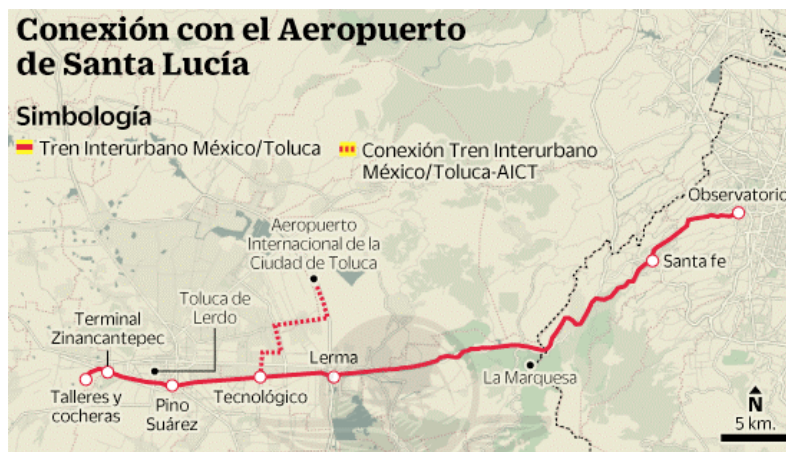 Conexión con el Aeropuerto
de Santa Lucía
Simbología
Tren Interurbano México/Toluca
Conexión Tren Interurbano
México/Toluca-AICT
Observatorio
Aeropuerto
Internacional de la
Ciudad de Toluca
Santa fe
Toluca de
Lerdo
Terminal
Zinancantepec
Lerma
La Marquesa
Talleres y
cocheras
Pino
Suárez
Tecnológico
N
5 km.